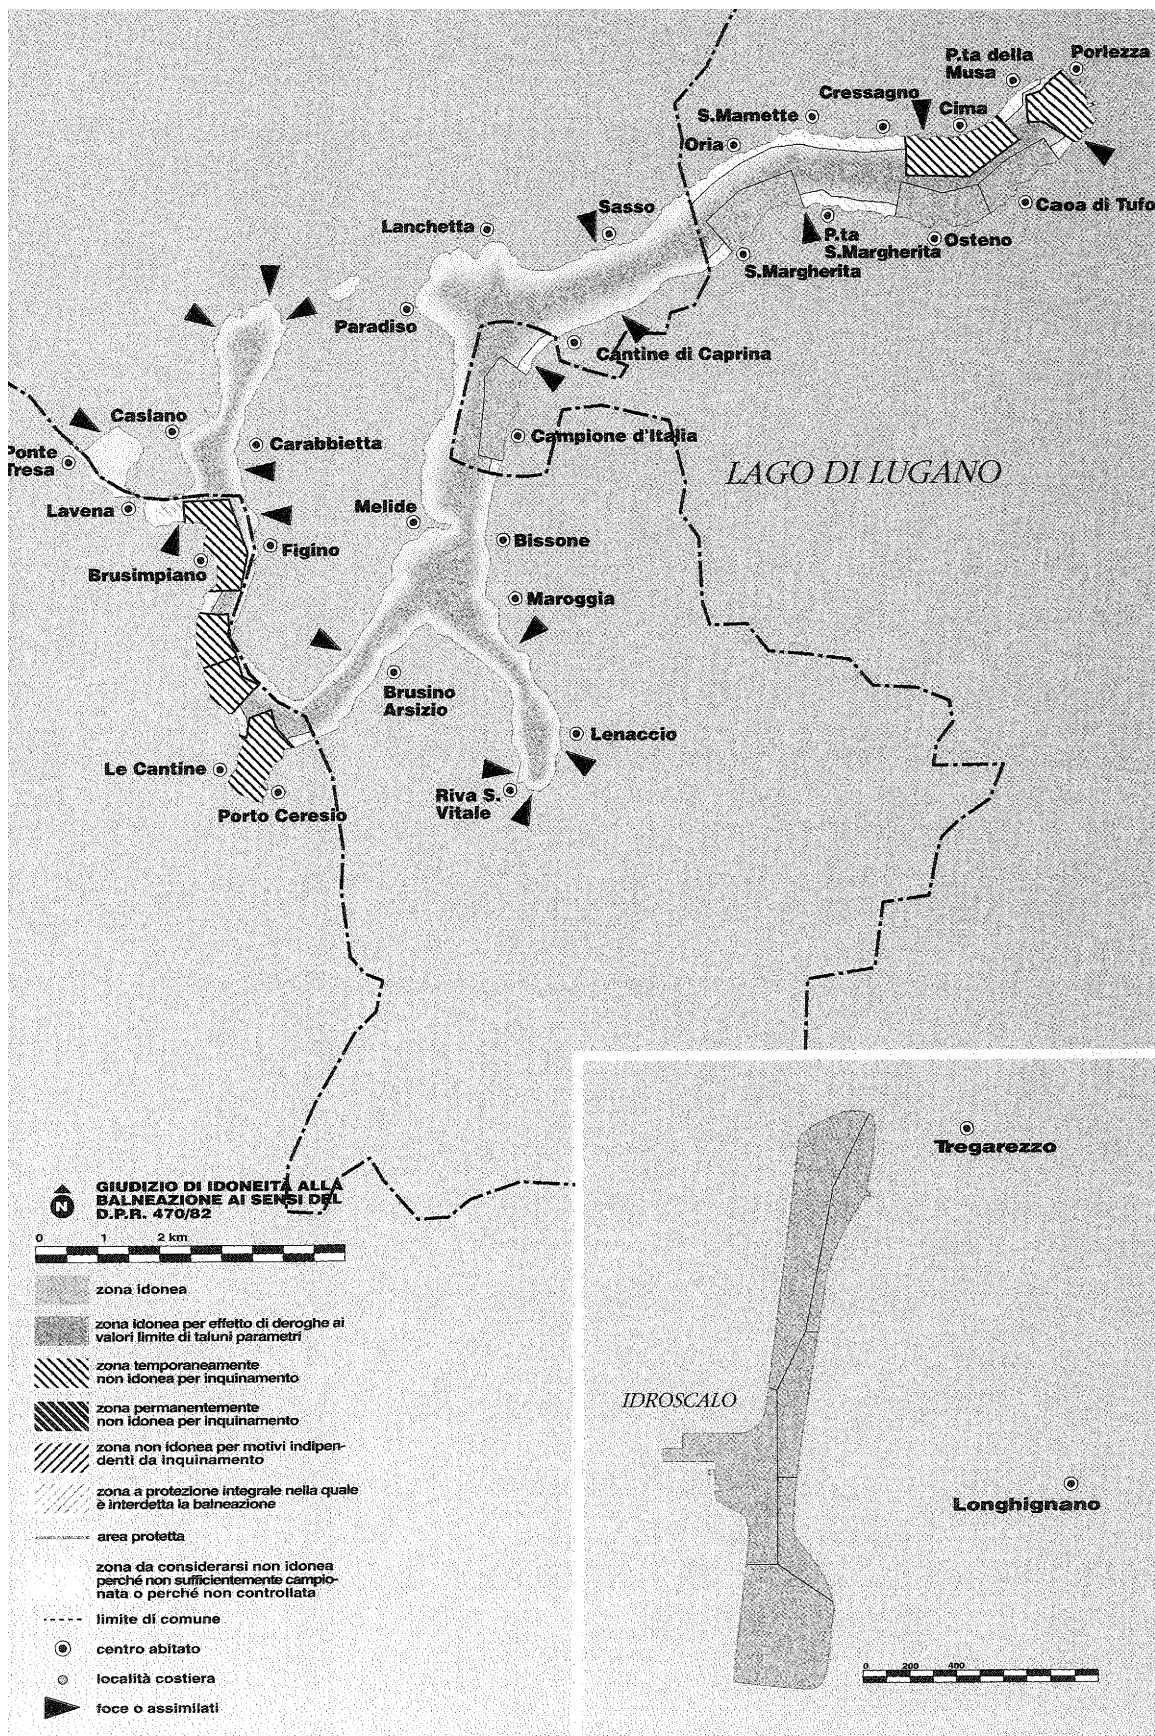 P.ta della
Musa
Porlezza
Cressagno
S.Mamette
Cima
Oria
Sasso
Lanchetta
Caoa di Tufo
P.ta
S.Margherita
Osteno
S.Margherita
Paradiso
Cantine di Caprina
Caslano
Carabbietta
Campione d'Italia
Ponte
Tresa
LAGO DI LUGANO
Lavena
Melide
Figino
Bissone
Brusimpiano
Maroggia
Brusino
Arsizio
Lenaccio
Le Cantine
Riva S.
Vitale
Porto Ceresio
N
GIUDIZIO DI IDONEITÀ ALLA
BALNEAZIONE AI SENSI DEL
D.P.R. 470/82
0 1 2 km
zona idonea
zona idonea per effetto di deroghe ai
valori limite di taluni parametri
zona temporaneamente
non idonea per inquinamento
zona permanentemente
non idonea per inquinamento
zona non idonea per motivi indipen-
denti da inquinamento
zona a protezione integrale nella quale
è interdetta la balneazione
area protetta
zona da considerarsi non idonea
perché non sufficientemente campio-
nata o perché non controllata
limite di comune
centro abitato
località costiera
foce o assimilati
Tregarezzo
IDROSCALO
Longhignano
0 200 400